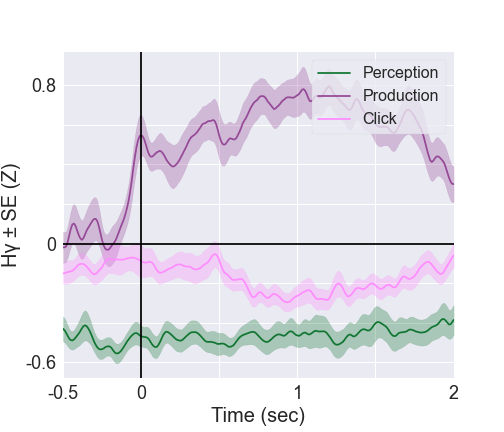 Perception
Production
Click
0.8
0
-0.6
Hγ ± SE (Z)
-0.5
0
1
2
Time (sec)